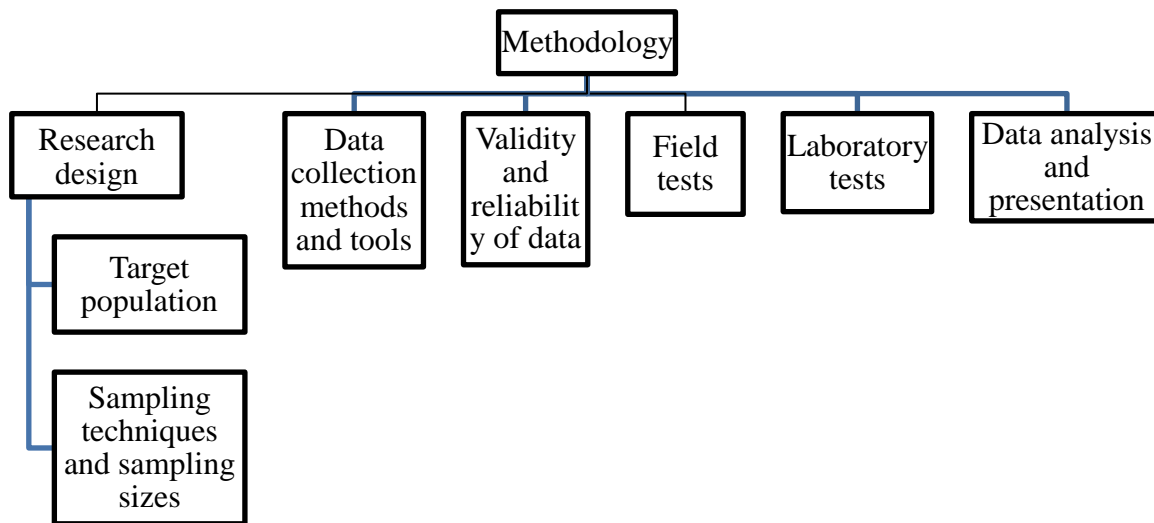 Methodology
Research
design
Data
collection
methods
and tools
Validity
and
reliabilit
y of data
Field
tests
Laboratory
tests
Data analysis
and
presentation
Target
population
Sampling
techniques
and sampling
sizes